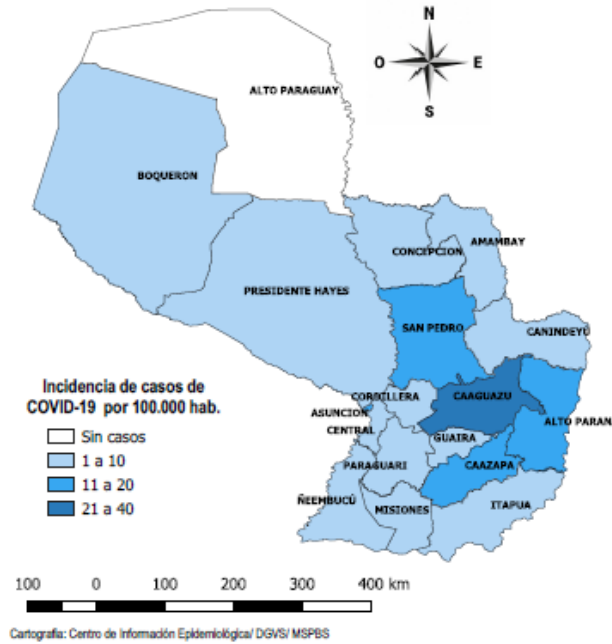 N
O E
S
ALTO PARAGUAY
BOQUERON
CONCEPCION
AMAMBAY
PRESIDENTE HAYES
SAN PEDRO
CANINDEYÚ
Incidencia de casos de
COVID-19 por 100.000 hab.
Sin casos
1 a 10
11 a 20
21 a 40
CORDILLERA
CAAGUAZU
ASUNCION
CENTRAL
ALTO PARAN
GUAIRA
PARAGUARI
CAAZAPA
ÑEEMBUCÚ
MISIONES
ITAPUA
100 0 100 200 300 400 km
Cartografía: Centro de Información Epidemiológica/ DGVS/ MSPBS